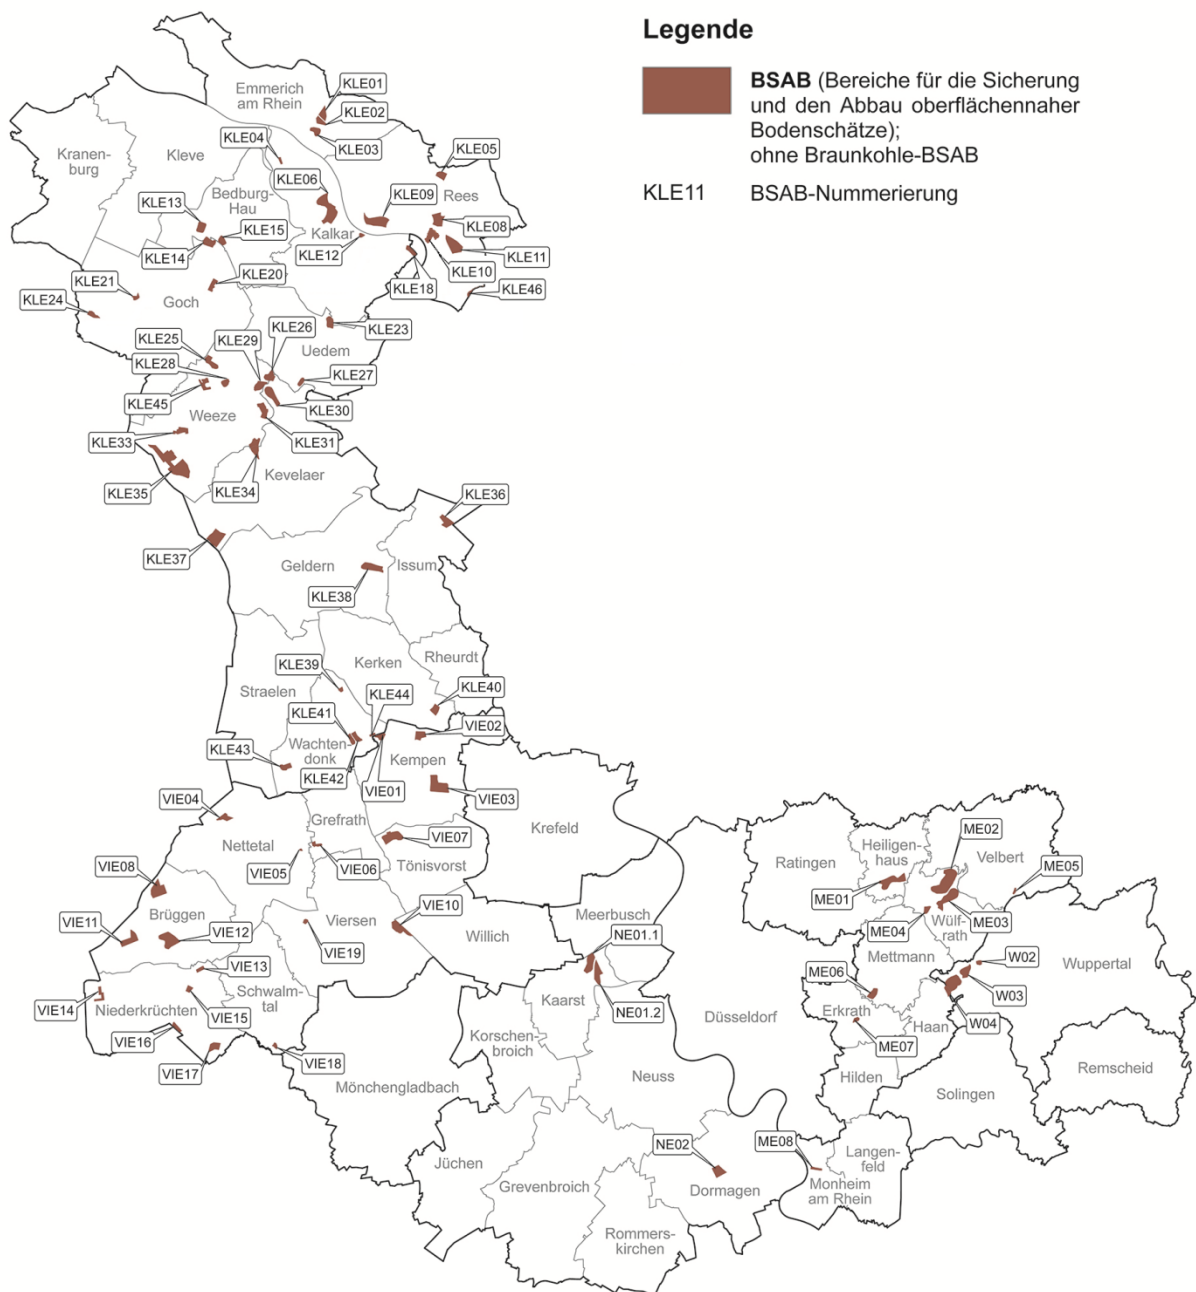 Legende
BSAB (Bereiche für die Sicherung
und den Abbau oberflächennaher
Bodenschätze);
ohne Braunkohle-BSAB
KLE11 BSAB-Nummerierung
Emmerich
am Rhein
KLE01
KLE02
KLE03
KLE04
KLE05
Kranen-
burg
Kleve
KLE06
Bedburg-
Hau
KLE09
Rees
KLE13
KLE08
KLE15
Kalkar
KLE14
KLE12
KLE11
KLE10
KLE20
KLE21
KLE18
KLE46
KLE24
Goch
KLE26
KLE29
KLE23
KLE25
Uedem
KLE28
KLE27
KLE45
KLE30
Weeze
KLE31
KLE33
Kevelaer
KLE34
KLE35
KLE36
KLE37
Geldern
Issum
KLE38
Kerken
Rheurdt
KLE39
Straelen
KLE44
KLE40
KLE41
VIE02
KLE43
Wachten-
donk
KLE42
Kempen
VIE01
VIE03
VIE04
Grefrath
Krefeld
Nettetal
VIE07
VIE05
VIE06
Tönisvorst
VIE08
Brüggen
Viersen
VIE10
Willich
Meerbusch
VIE11
VIE12
VIE19
NE01.1
VIE13
Schwalm-
tal
Kaarst
NE01.2
VIE14
Niederkrüchten
VIE15
Düsseldorf
VIE16
Korschen-
broich
VIE17
VIE18
Mönchengladbach
Neuss
ME02
Heiligen-
haus
Velbert
Ratingen
ME05
ME01
ME03
ME04
Wülf-
rath
Mettmann
W02
Wuppertal
ME06
W03
Erkrath
Haan
W04
ME07
Hilden
Remscheid
Solingen
NE02
ME08
Langen-
feld
Jüchen
Grevenbroich
Dormagen
Monheim
am Rhein
Rommers-
kirchen